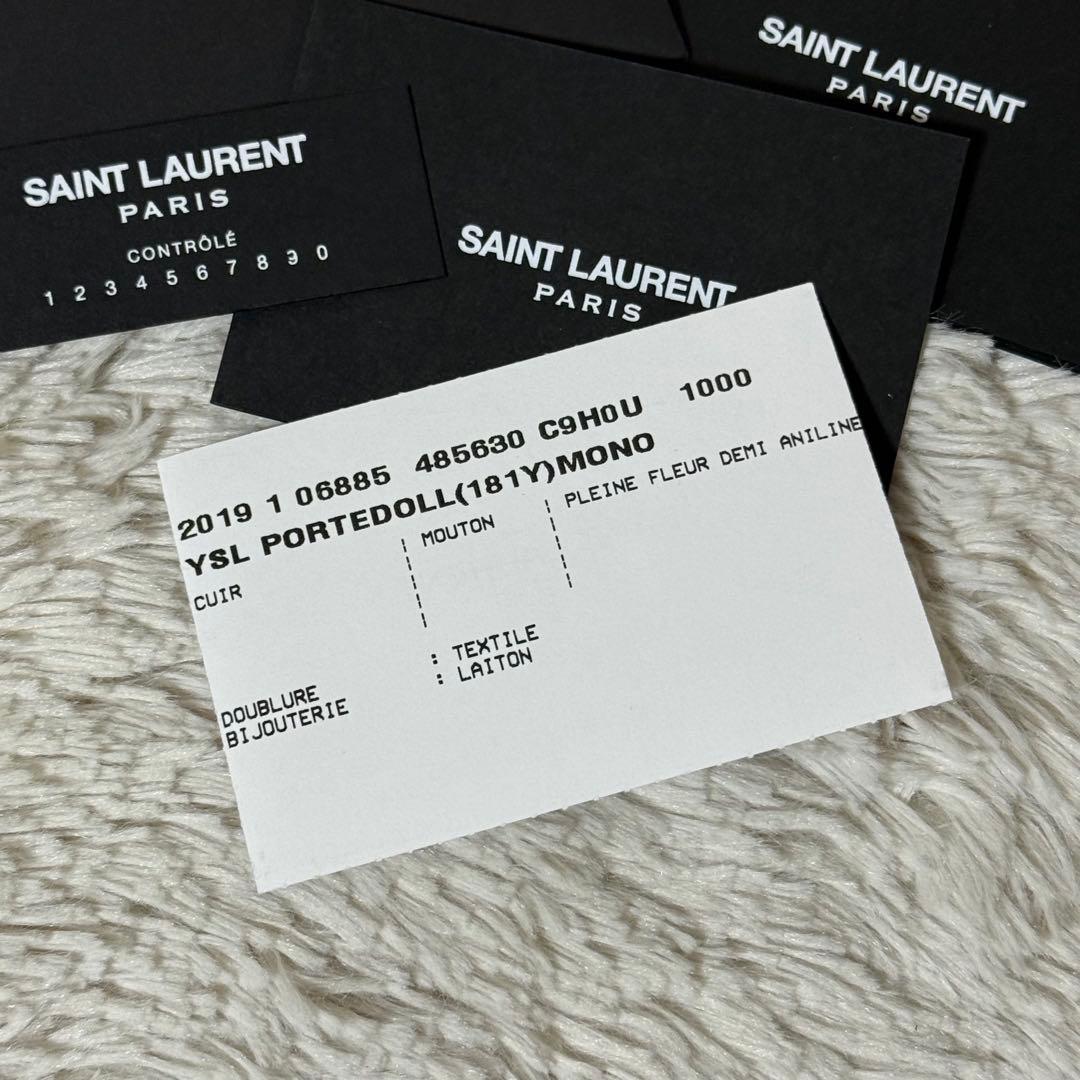 SAINT LAURENT
PARIS
SAINT LAURENT
PARIS
CONTRÔLÉ
1 2 3 4 5 6 7 8 9 0
SAINT LAURENT
PARIS
2019 1 06885 485630 C9H0U 1000
YSL PORTEDOLL(181Y)MONO
CUIR ¦ MOUTON ¦ PLEINE FLEUR DEMI ANILINE
DOUBLURE : TEXTILE
BIJOUTERIE : LAITON